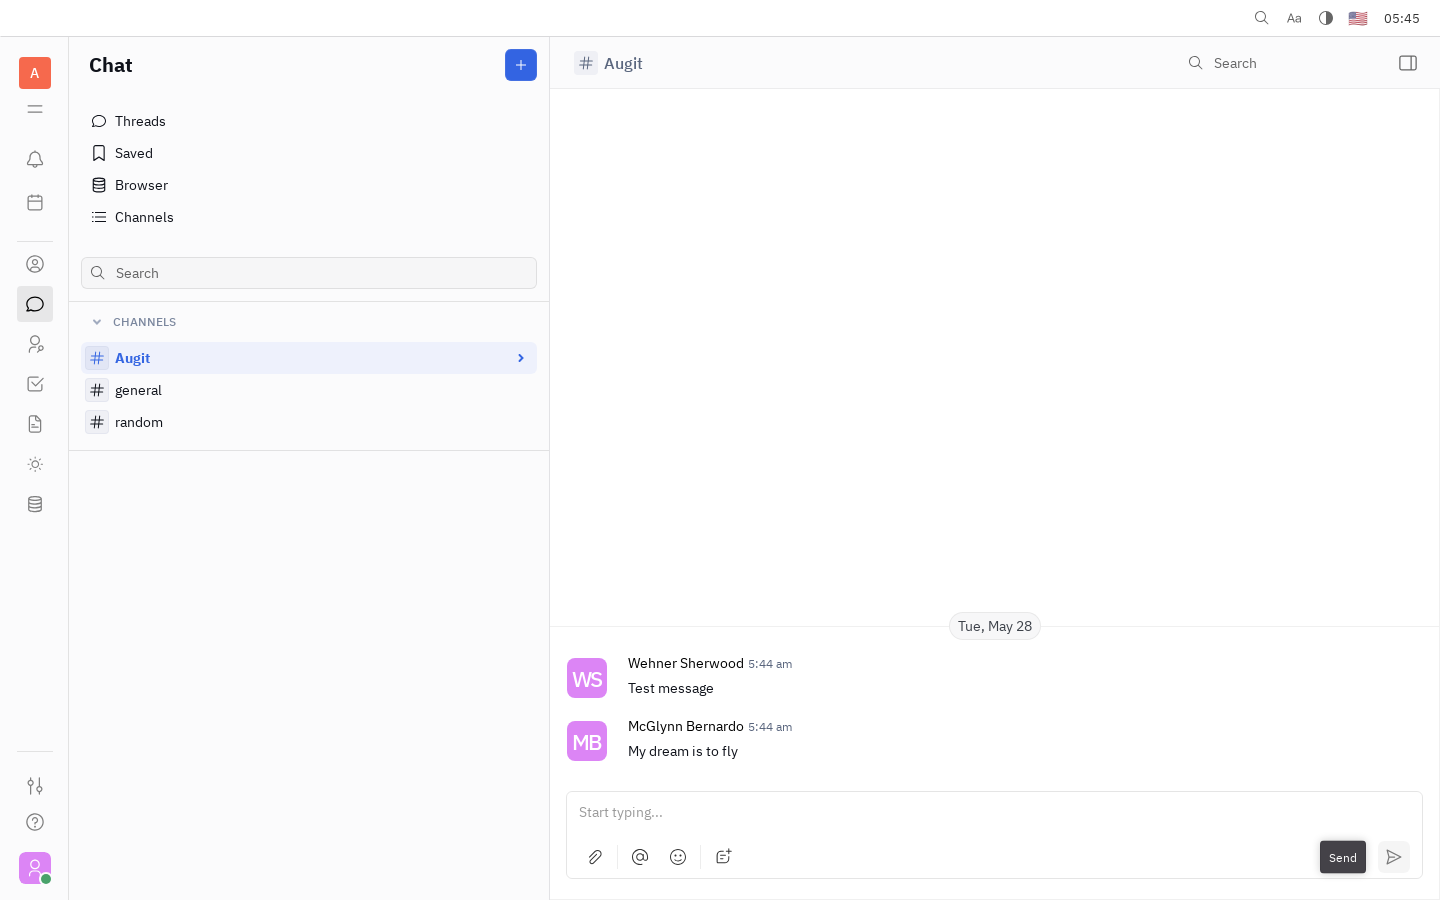 Aa
05:45
A
Chat
Threads
Saved
Browser
Channels
Search
CHANNELS
Augit
general
random
Augit
Search
Tue, May 28
WS
Wehner Sherwood 5:44 am
Test message
MB
McGlynn Bernardo 5:44 am
My dream is to fly
Start typing...
Send